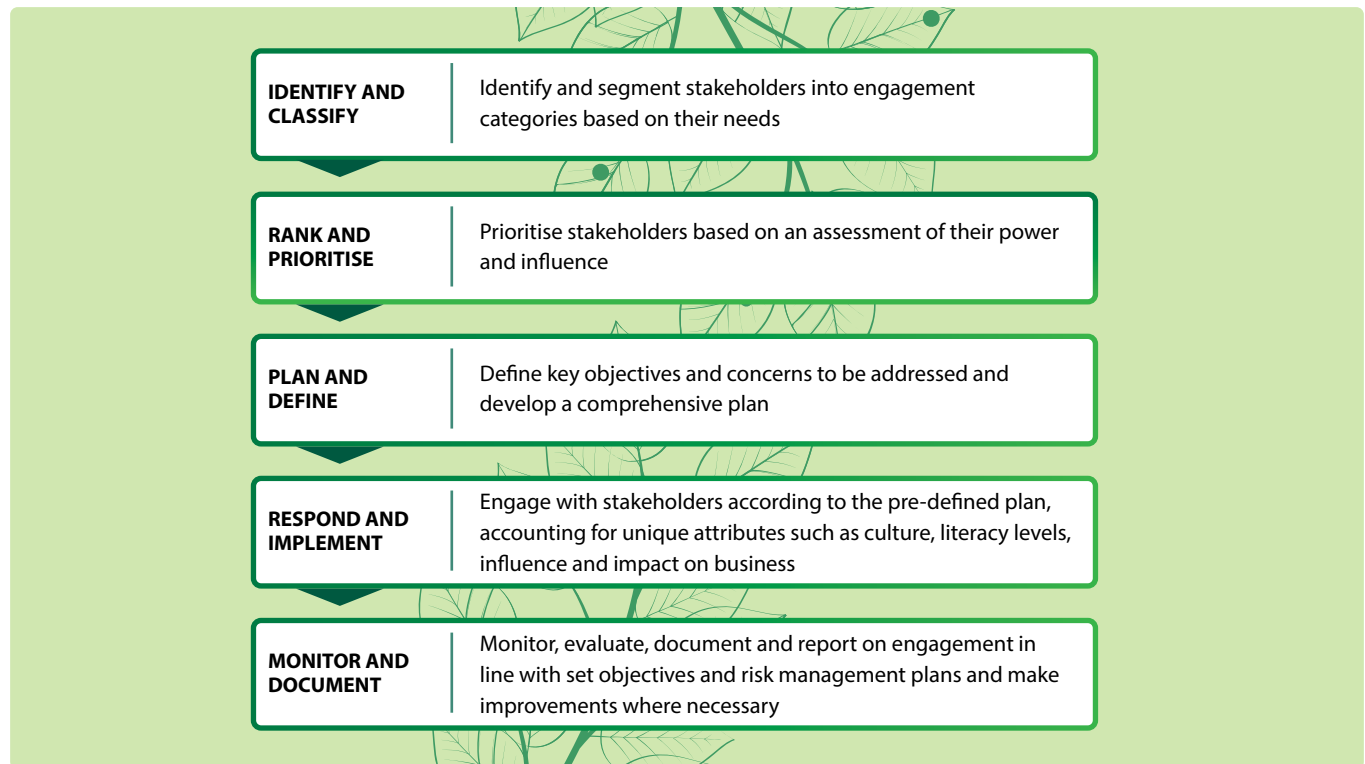 IDENTIFY AND
CLASSIFY
Identify and segment stakeholders into engagement
categories based on their needs
RANK AND
PRIORITISE
Prioritise stakeholders based on an assessment of their power
and influence
PLAN AND
DEFINE
Define key objectives and concerns to be addressed and
develop a comprehensive plan
RESPOND AND
IMPLEMENT
Engage with stakeholders according to the pre-defined plan,
accounting for unique attributes such as culture, literacy levels,
influence and impact on business
MONITOR AND
DOCUMENT
Monitor, evaluate, document and report on engagement in
line with set objectives and risk management plans and make
improvements where necessary